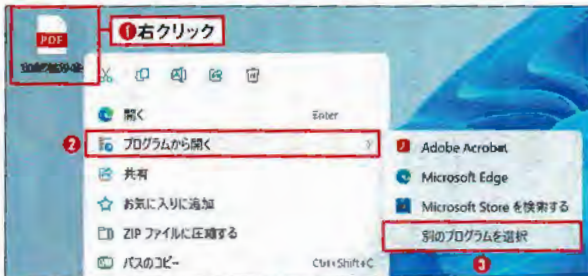 PDF
❶右クリック
開く
Enter
❷ プログラムから開く
共有
お気に入りに追加
ZIP ファイルに圧縮する
パスのコピー
Ctrl+Shift+C
Adobe Acrobat
Microsoft Edge
Microsoft Store を検索する
別のプログラムを選択
❸